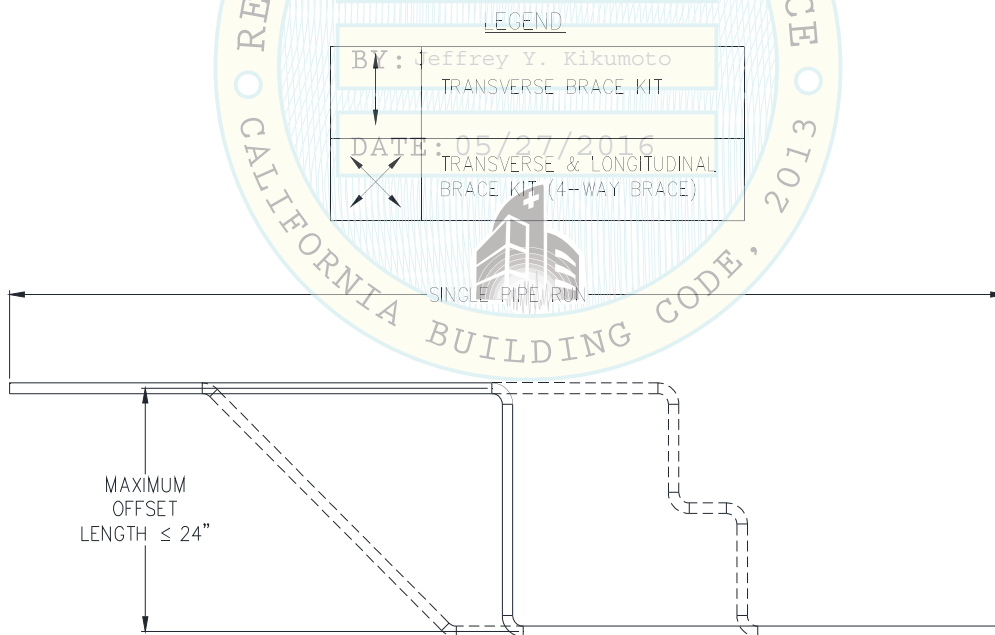 LEGEND
BY: Jeffrey Y. Kikumoto
TRANSVERSE BRACE KIT
DATE: 05/27/2016
TRANSVERSE & LONGITUDINAL
BRACE KIT (4-WAY BRACE)
CALIFORNIA BUILDING CODE, 2013
SINGLE PIPE RUN
MAXIMUM
OFFSET
LENGTH ≤ 24"